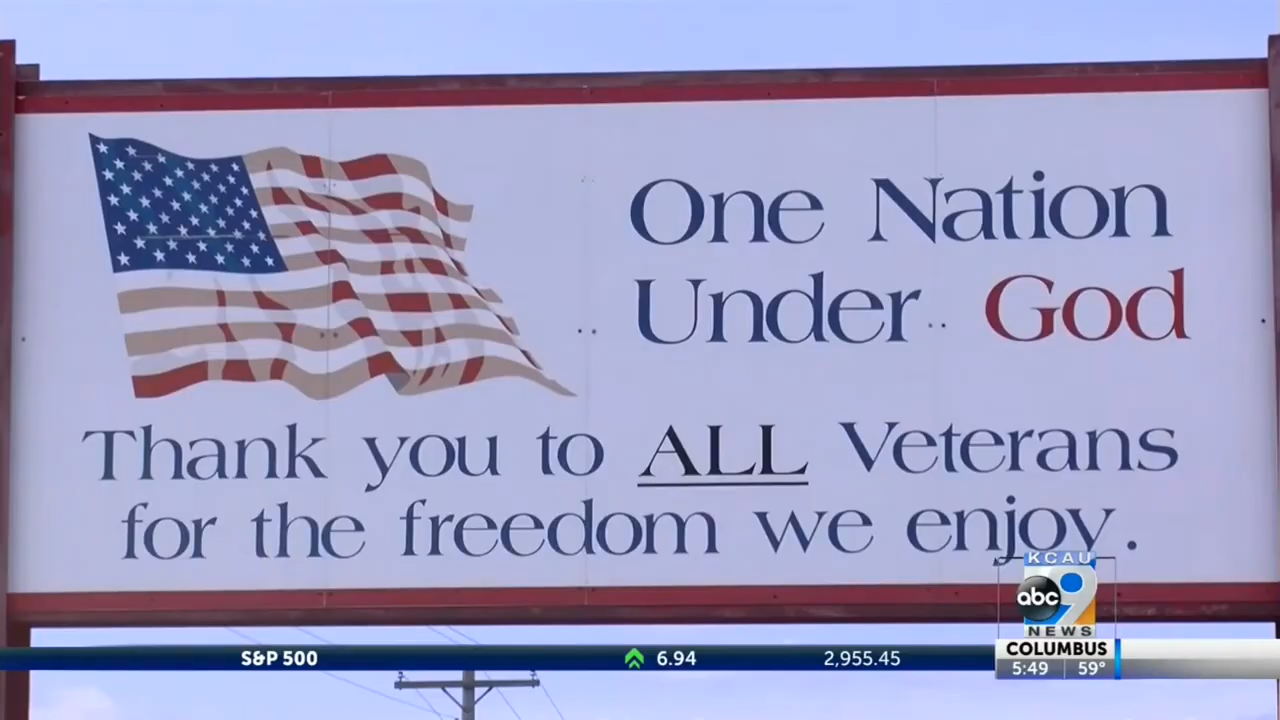 One Nation
Under God
Thank you to ALL Veterans
for the freedom we enjoy.
KCAU
abc 9
NEWS
COLUMBUS
5:49 59°
S&P 500 6.94 2,955.45